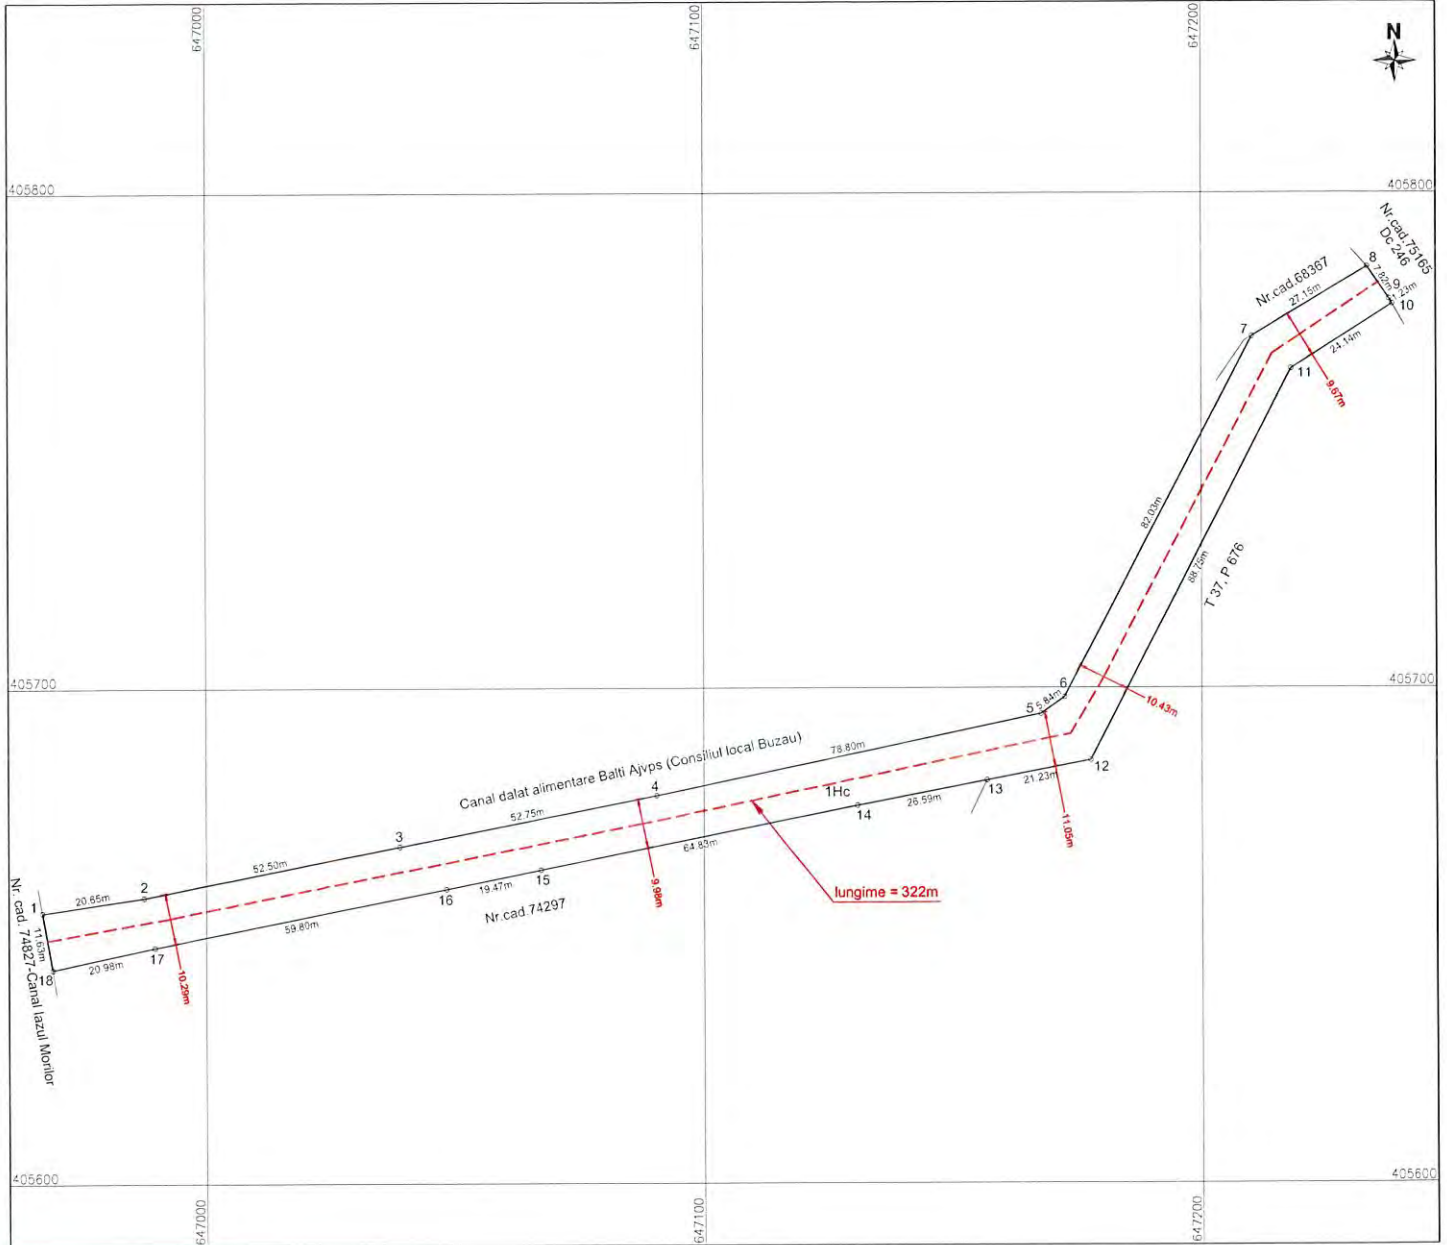 647000
647100
647200
N
405800
405800
Nr.cad.75165
Dc 246
8
7.82m
9
10
Nr.cad.68367
27.15m
7
24.14m
11
9.67m
82.03m
88.75m
T 37, P 676
405700
405700
6
5
5.84m
10.43m
78.80m
12
Canal dalat alimentare Balti Ajvps (Consiliul local Buzau)
4
21.23m
13
1Hc
26.59m
14
11.05m
52.75m
3
64.83m
52.50m
15
9.98m
lungime = 322m
19.47m
16
Nr.cad.74297
2
20.65m
1
59.80m
11.63m
17
20.98m
18
10.29m
Nr. cad. 74827-Canal Iazul Morilor
405600
405600
647000
647100
647200